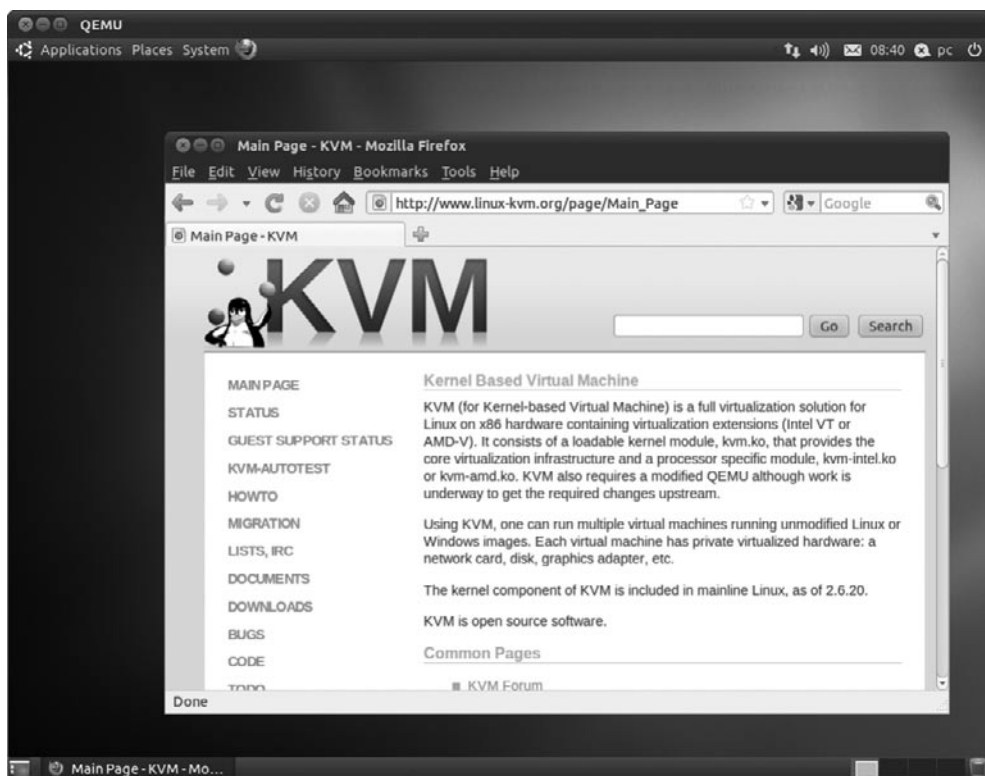 QEMU
Applications Places System
08:40 pc
Main Page - KVM - Mozilla Firefox
File Edit View History Bookmarks Tools Help
http://www.linux-kvm.org/page/Main_Page
Google
Main Page - KVM
KVM
Go Search
MAIN PAGE
STATUS
GUEST SUPPORT STATUS
KVM-AUTOTEST
HOWTO
MIGRATION
LISTS, IRC
DOCUMENTS
DOWNLOADS
BUGS
CODE
TODO
Kernel Based Virtual Machine
KVM (for Kernel-based Virtual Machine) is a full virtualization solution for
Linux on x86 hardware containing virtualization extensions (Intel VT or
AMD-V). It consists of a loadable kernel module, kvm.ko, that provides the
core virtualization infrastructure and a processor specific module, kvm-intel.ko
or kvm-amd.ko. KVM also requires a modified QEMU although work is
underway to get the required changes upstream.
Using KVM, one can run multiple virtual machines running unmodified Linux or
Windows images. Each virtual machine has private virtualized hardware: a
network card, disk, graphics adapter, etc.
The kernel component of KVM is included in mainline Linux, as of 2.6.20.
KVM is open source software.
Common Pages
KVM Forum
Done
Main Page - KVM - Mo...